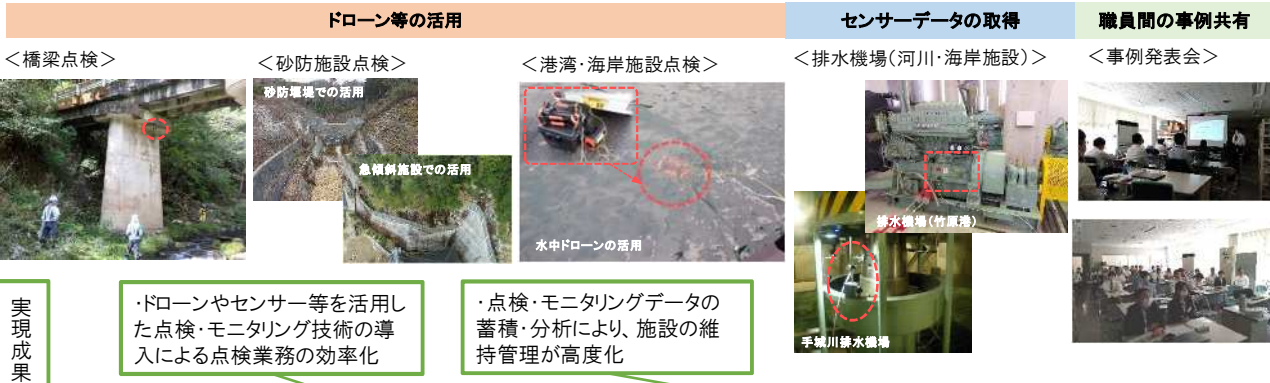 ドローン等の活用
センサーデータの取得
職員間の事例共有
＜橋梁点検＞
＜砂防施設点検＞
＜港湾・海岸施設点検＞
＜排水機場（河川・海岸施設）＞
＜事例発表会＞
砂防堰堤での活用
急傾斜施設での活用
水中ドローンの活用
排水機場（竹原港）
手城川排水機場
実現成果
・ドローンやセンサー等を活用し
た点検・モニタリング技術の導
入による点検業務の効率化
・点検・モニタリングデータの
蓄積・分析により、施設の維
持管理が高度化